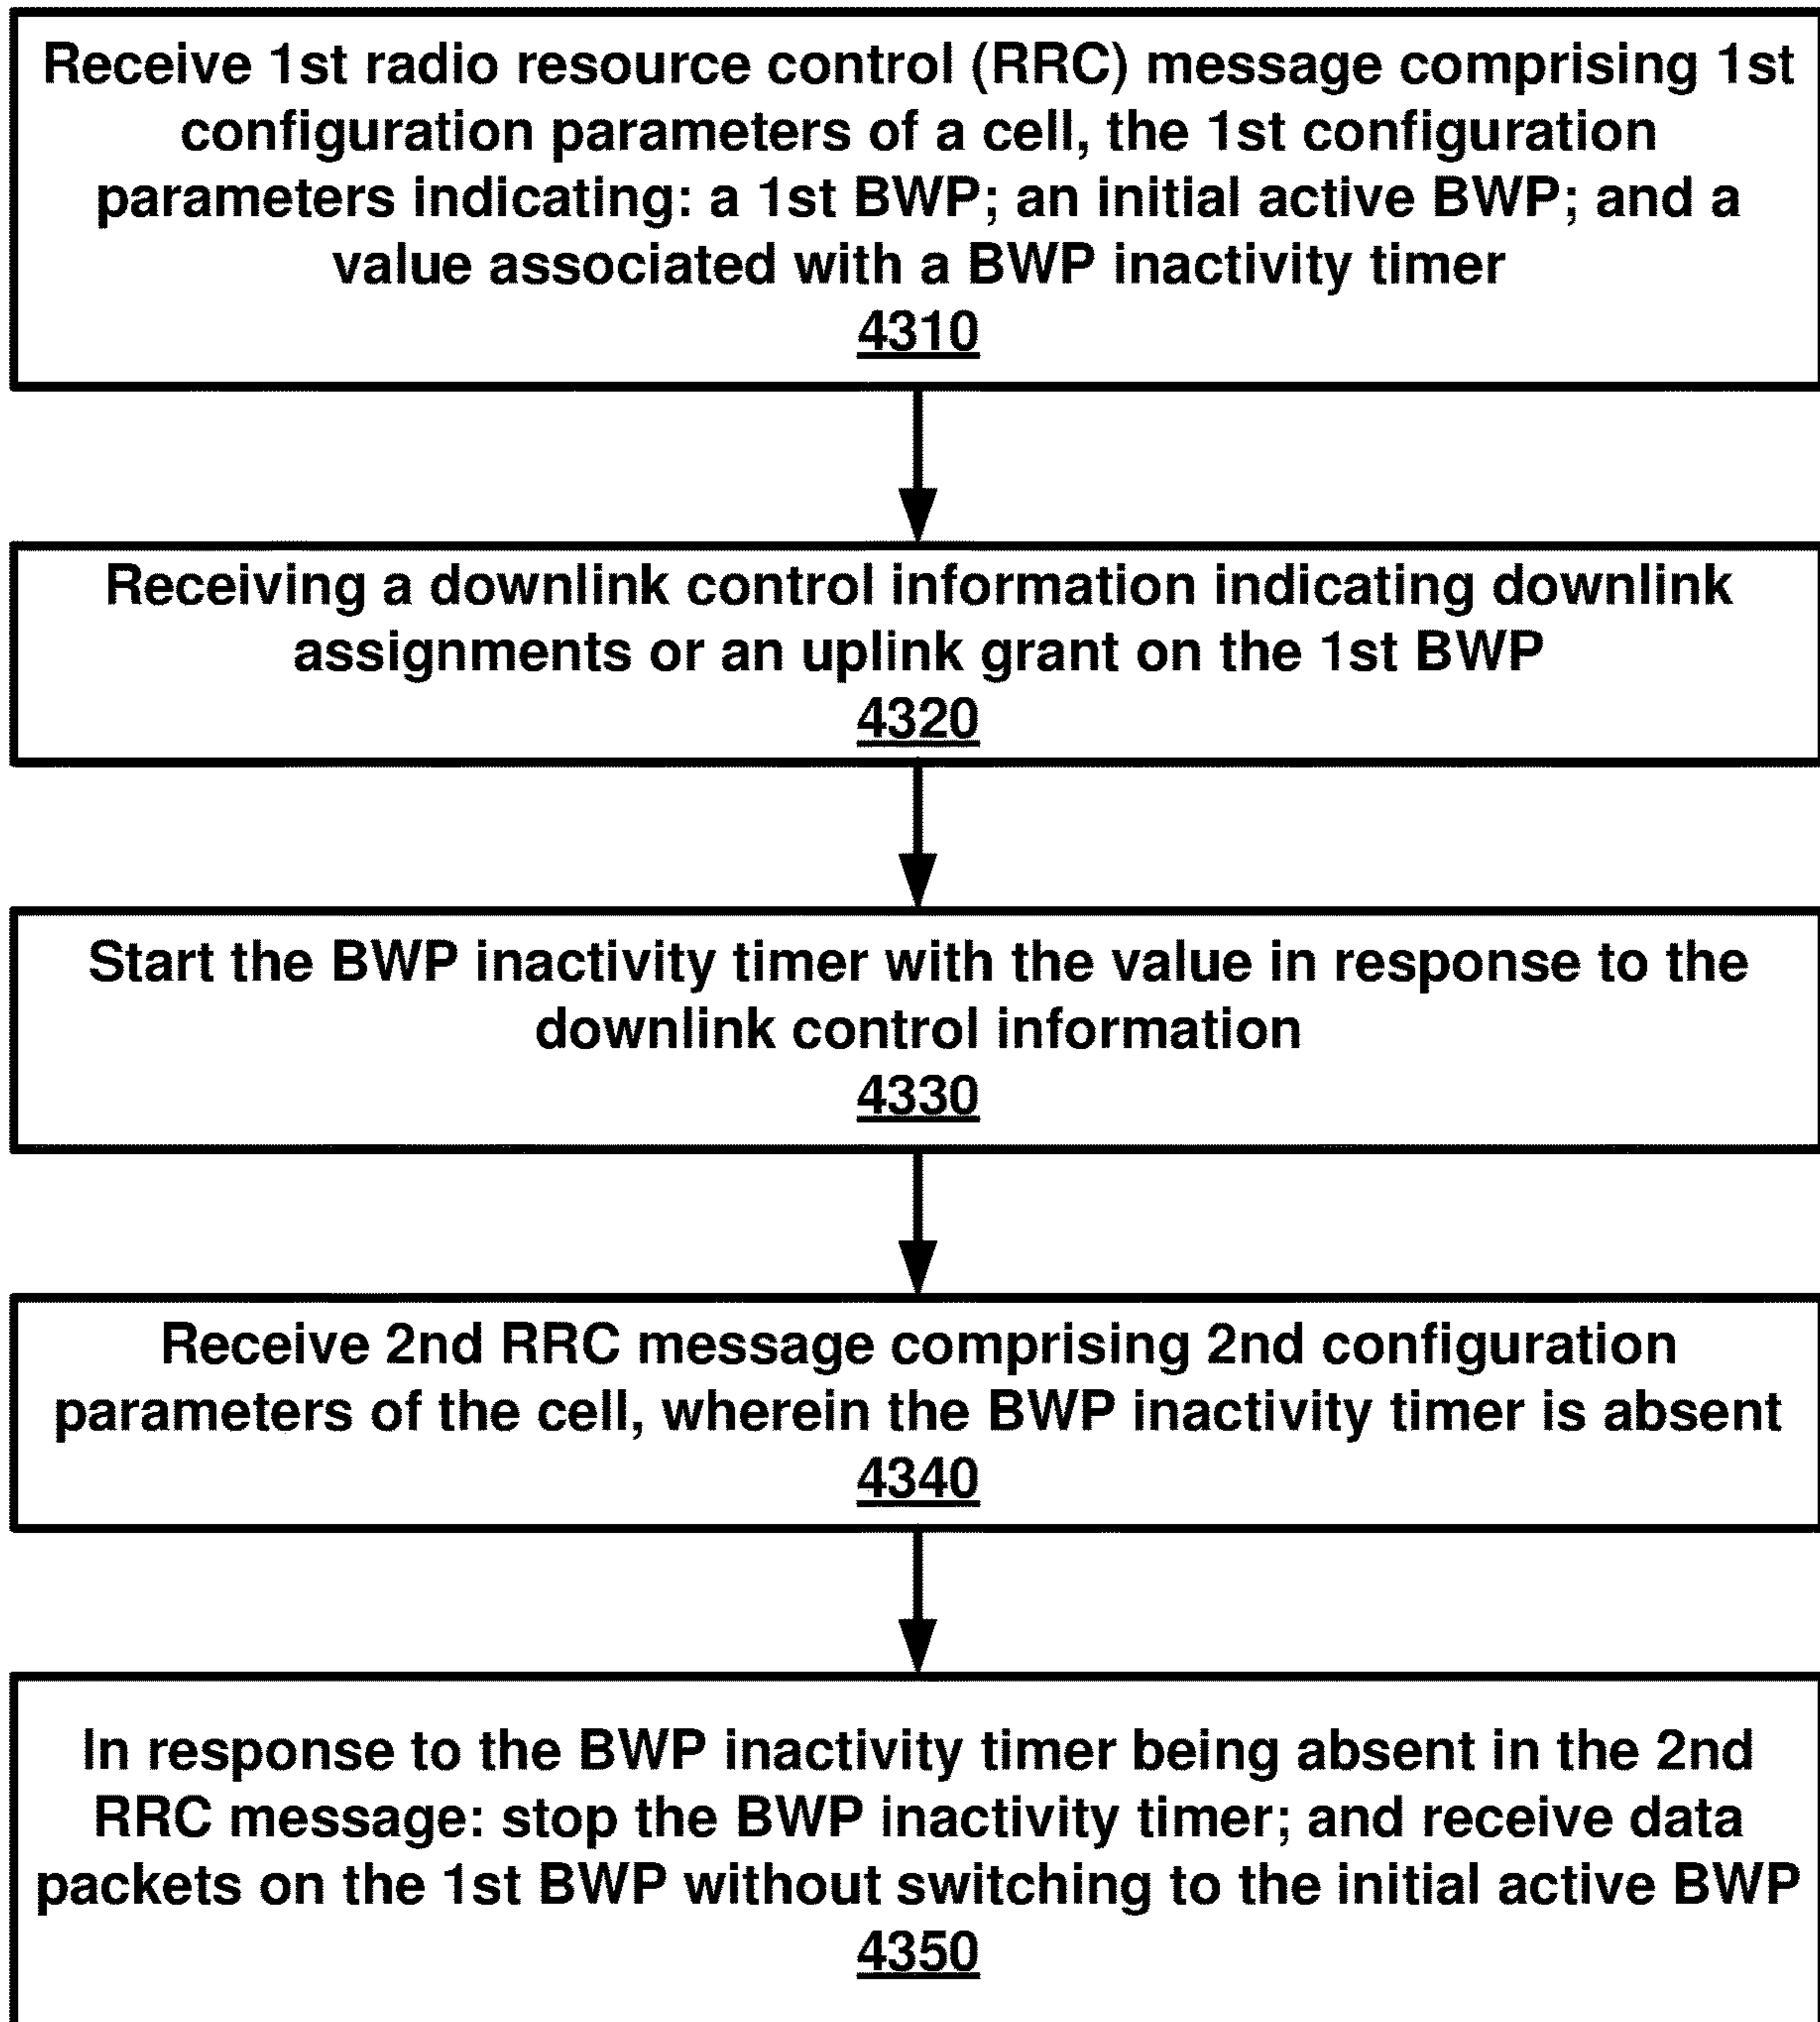 Receive 1st radio resource control (RRC) message comprising 1st
configuration parameters of a cell, the 1st configuration
parameters indicating: a 1st BWP; an initial active BWP; and a
value associated with a BWP inactivity timer
4310
Receiving a downlink control information indicating downlink
assignments or an uplink grant on the 1st BWP
4320
Start the BWP inactivity timer with the value in response to the
downlink control information
4330
Receive 2nd RRC message comprising 2nd configuration
parameters of the cell, wherein the BWP inactivity timer is absent
4340
In response to the BWP inactivity timer being absent in the 2nd
RRC message: stop the BWP inactivity timer; and receive data
packets on the 1st BWP without switching to the initial active BWP
4350